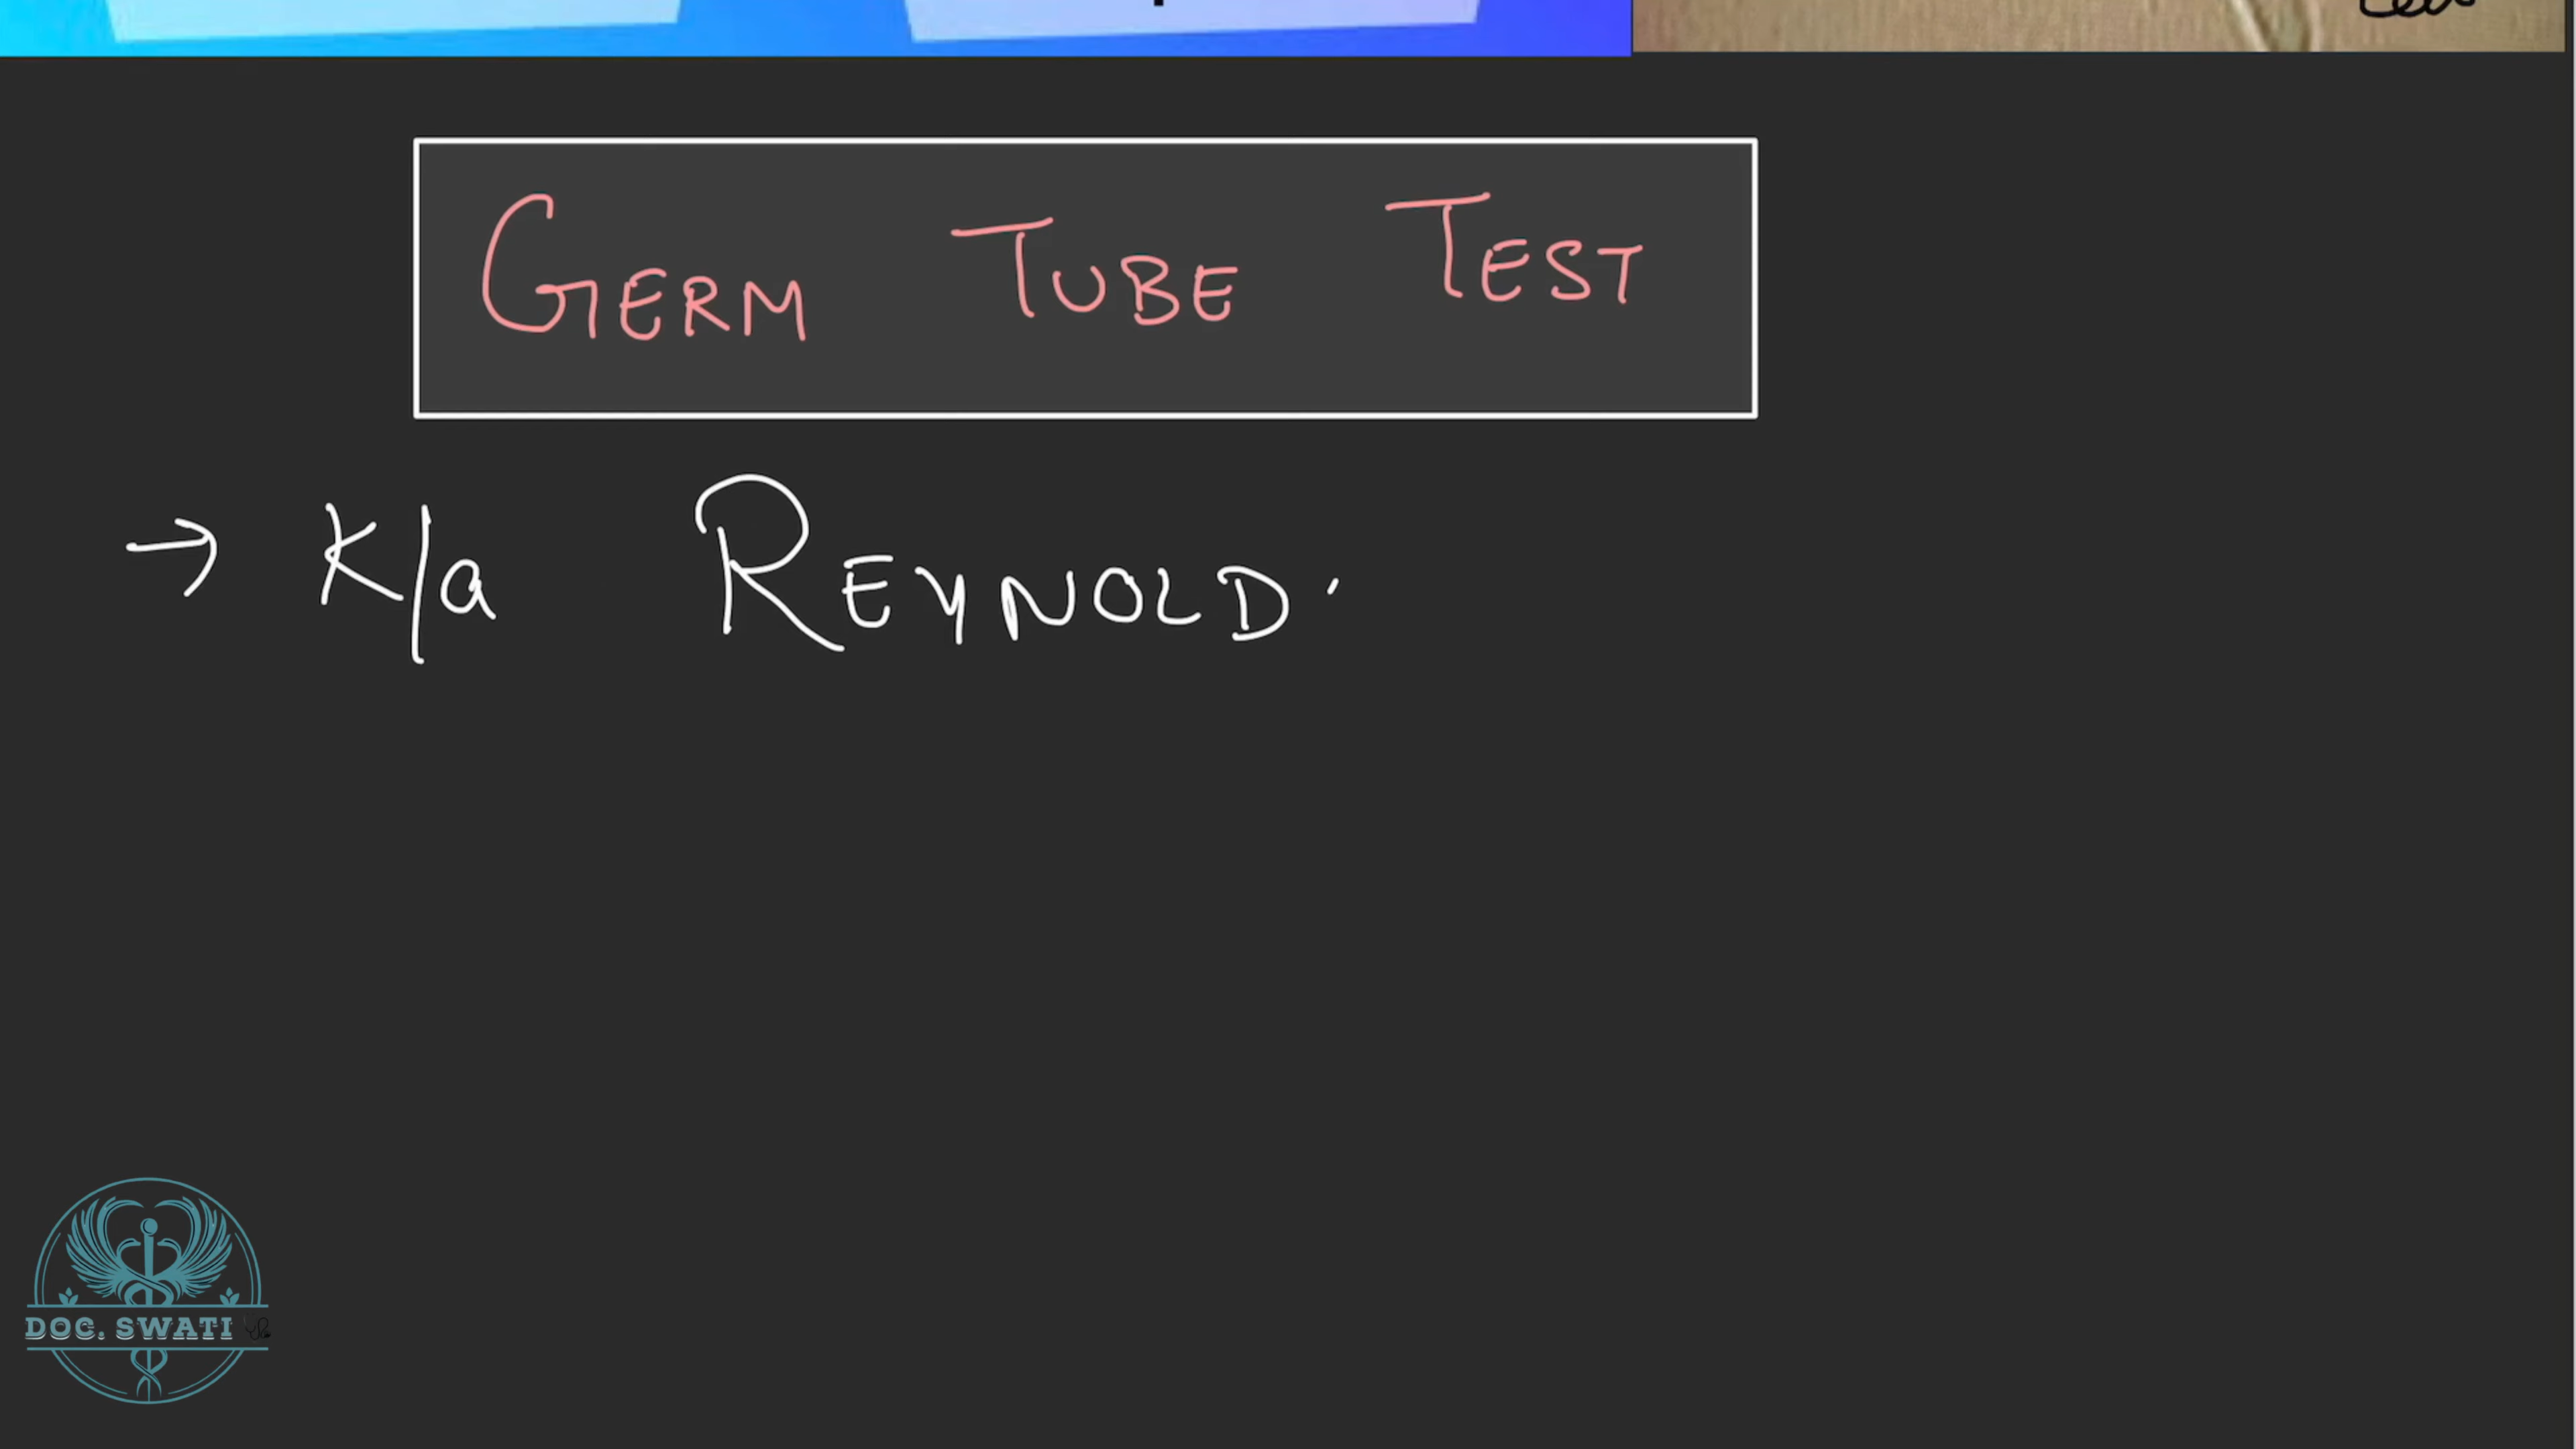 GERM TUBE TEST
→ K/a REYNOLD
DOC. SWATI